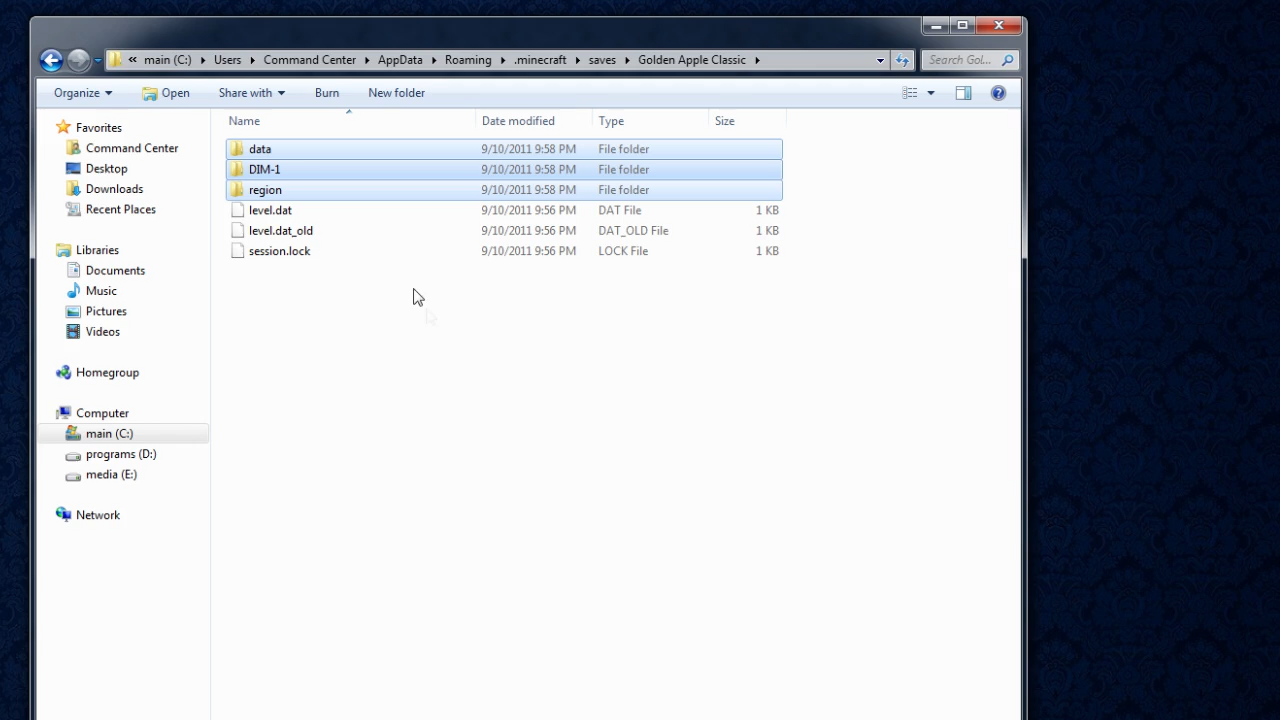 « main (C:) Users Command Center AppData Roaming .minecraft saves Golden Apple Classic Search Gol...
Organize Open Share with Burn New folder
Name Date modified Type Size
Favorites
Command Center
Desktop
Downloads
Recent Places
Libraries
Documents
Music
Pictures
Videos
Homegroup
Computer
main (C:)
programs (D:)
media (E:)
Network
data 9/10/2011 9:58 PM File folder
DIM-1 9/10/2011 9:58 PM File folder
region 9/10/2011 9:58 PM File folder
level.dat 9/10/2011 9:56 PM DAT File 1 KB
level.dat_old 9/10/2011 9:56 PM DAT_OLD File 1 KB
session.lock 9/10/2011 9:56 PM LOCK File 1 KB